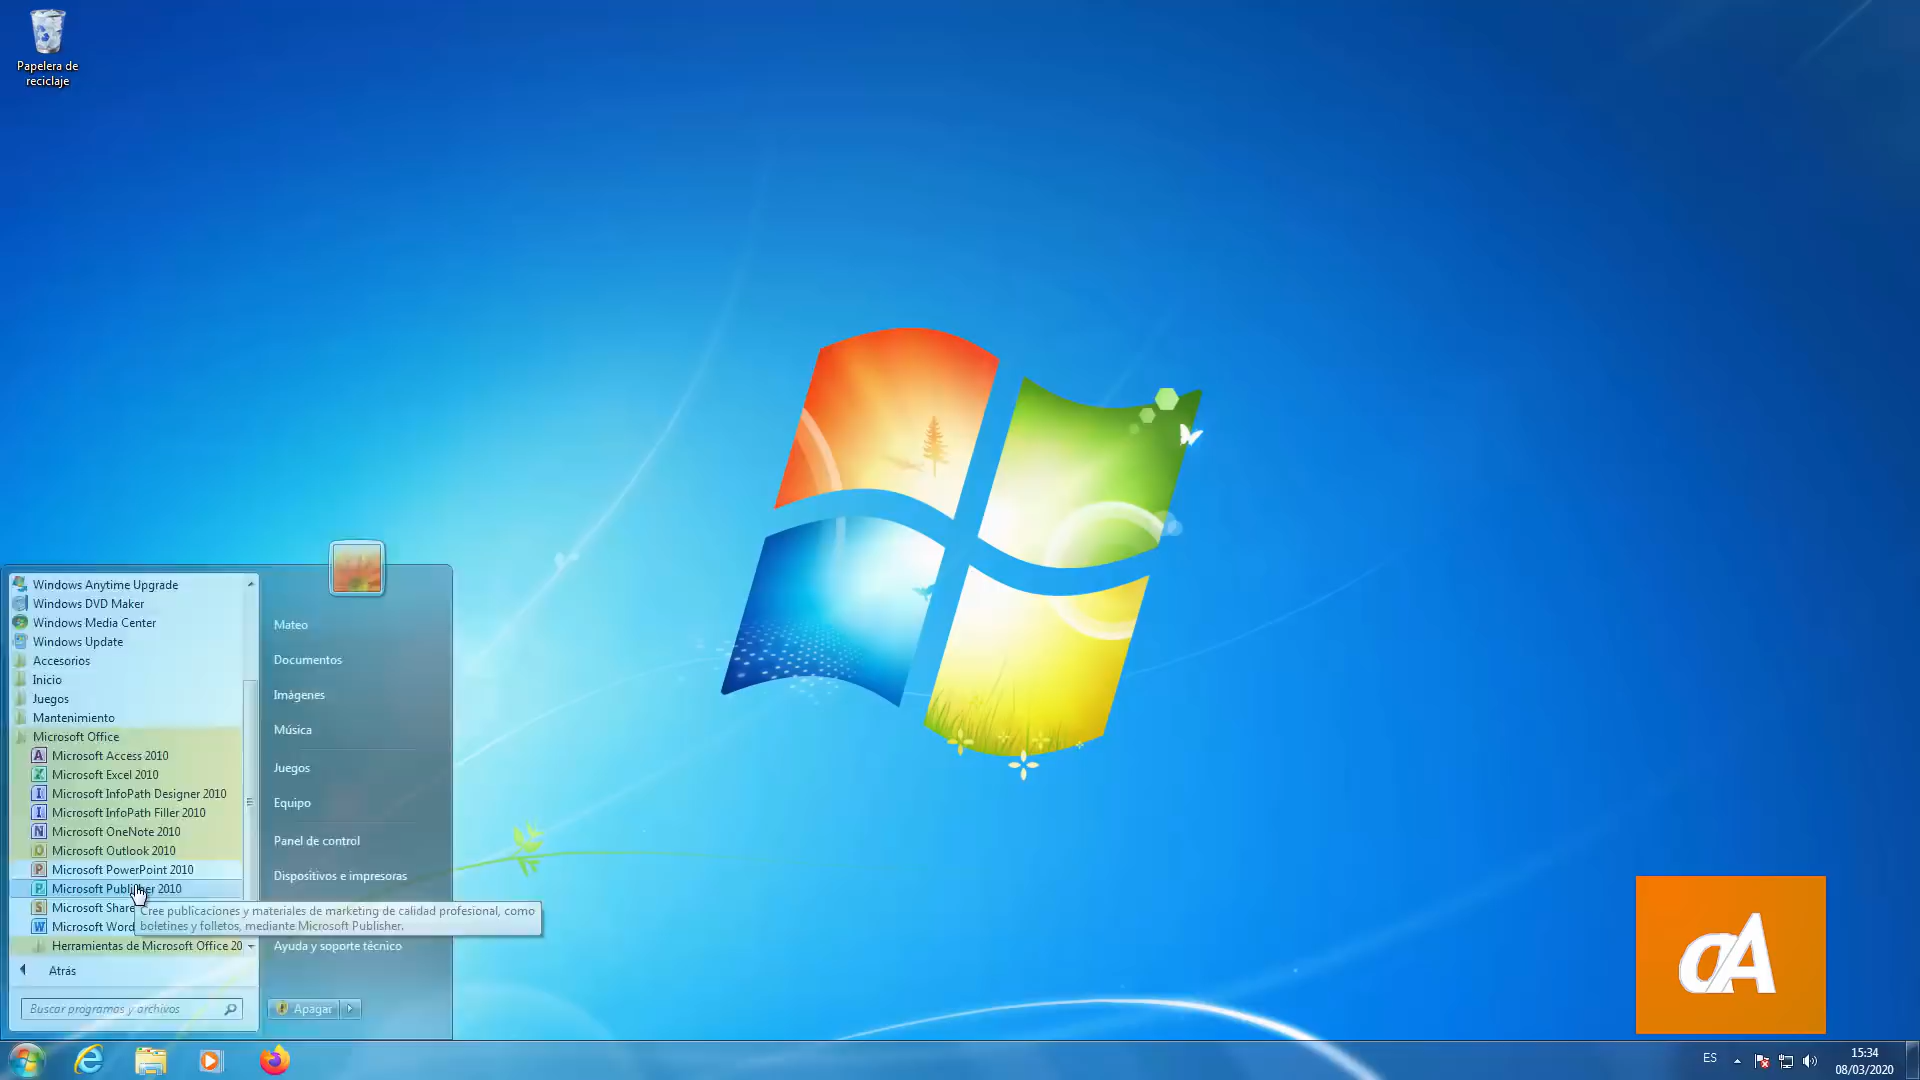 Papelera de
reciclaje
Windows Anytime Upgrade
Windows DVD Maker
Windows Media Center
Windows Update
Accesorios
Inicio
Juegos
Mantenimiento
Microsoft Office
Microsoft Access 2010
Microsoft Excel 2010
Microsoft InfoPath Designer 2010
Microsoft InfoPath Filler 2010
Microsoft OneNote 2010
Microsoft Outlook 2010
Microsoft PowerPoint 2010
Microsoft Publisher 2010
Microsoft Share
Microsoft Word
Herramientas de Microsoft Office 20
Atrás
Buscar programas y archivos
Mateo
Documentos
Imágenes
Música
Juegos
Equipo
Panel de control
Dispositivos e impresoras
Cree publicaciones y materiales de marketing de calidad profesional, como
boletines y folletos, mediante Microsoft Publisher.
Ayuda y soporte técnico
Apagar
ES
15:34
08/03/2020